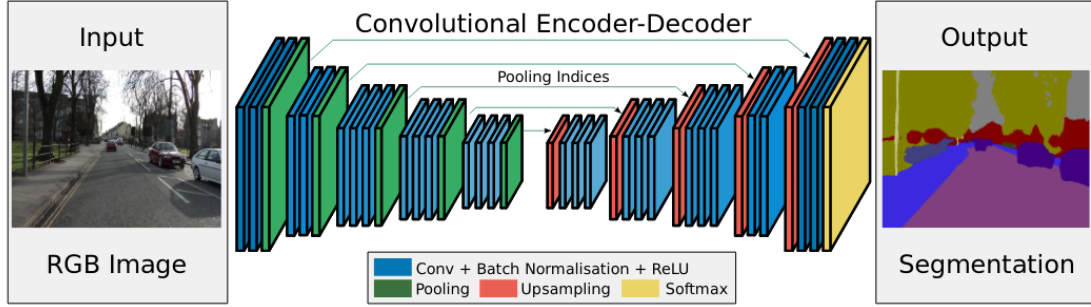 Input
RGB Image
Convolutional Encoder-Decoder
Pooling Indices
Conv + Batch Normalisation + ReLU
Pooling Upsampling Softmax
Output
Segmentation